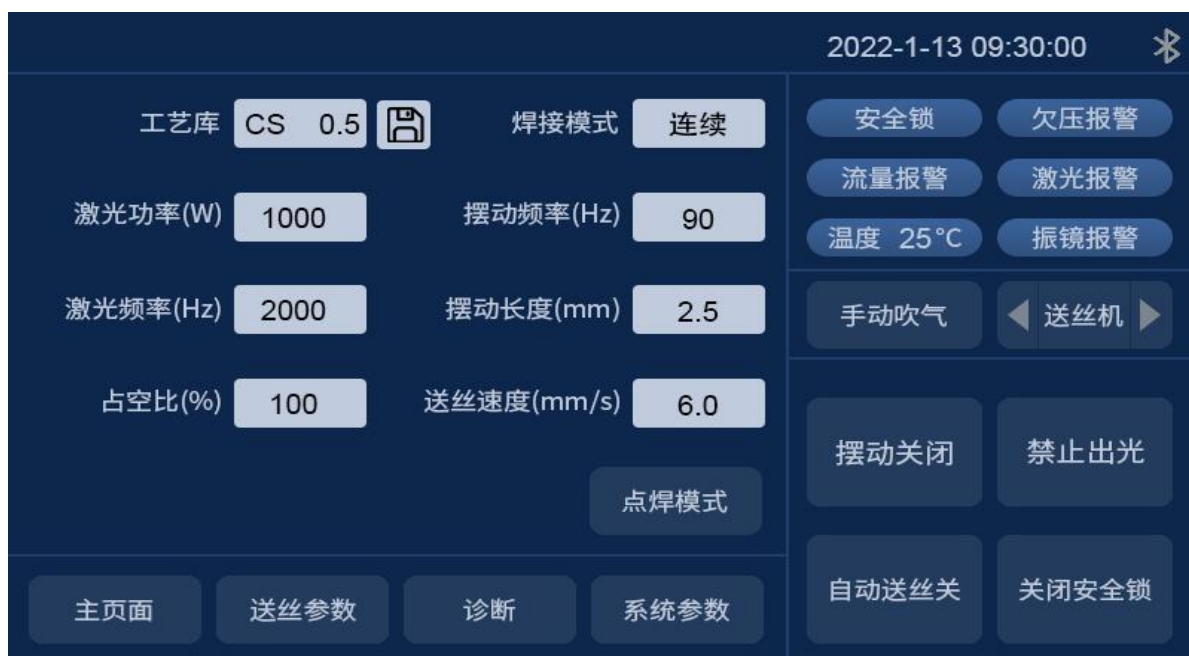 2022-1-13 09:30:00
工艺库 CS 0.5 焊接模式 连续
激光功率(W) 1000 摆动频率(Hz) 90
激光频率(Hz) 2000 摆动长度(mm) 2.5
占空比(%) 100 送丝速度(mm/s) 6.0
点焊模式
主页面 送丝参数 诊断 系统参数
安全锁 欠压报警
流量报警 激光报警
温度 25°C 振镜报警
手动吹气 送丝机
摆动关闭 禁止出光
自动送丝关 关闭安全锁